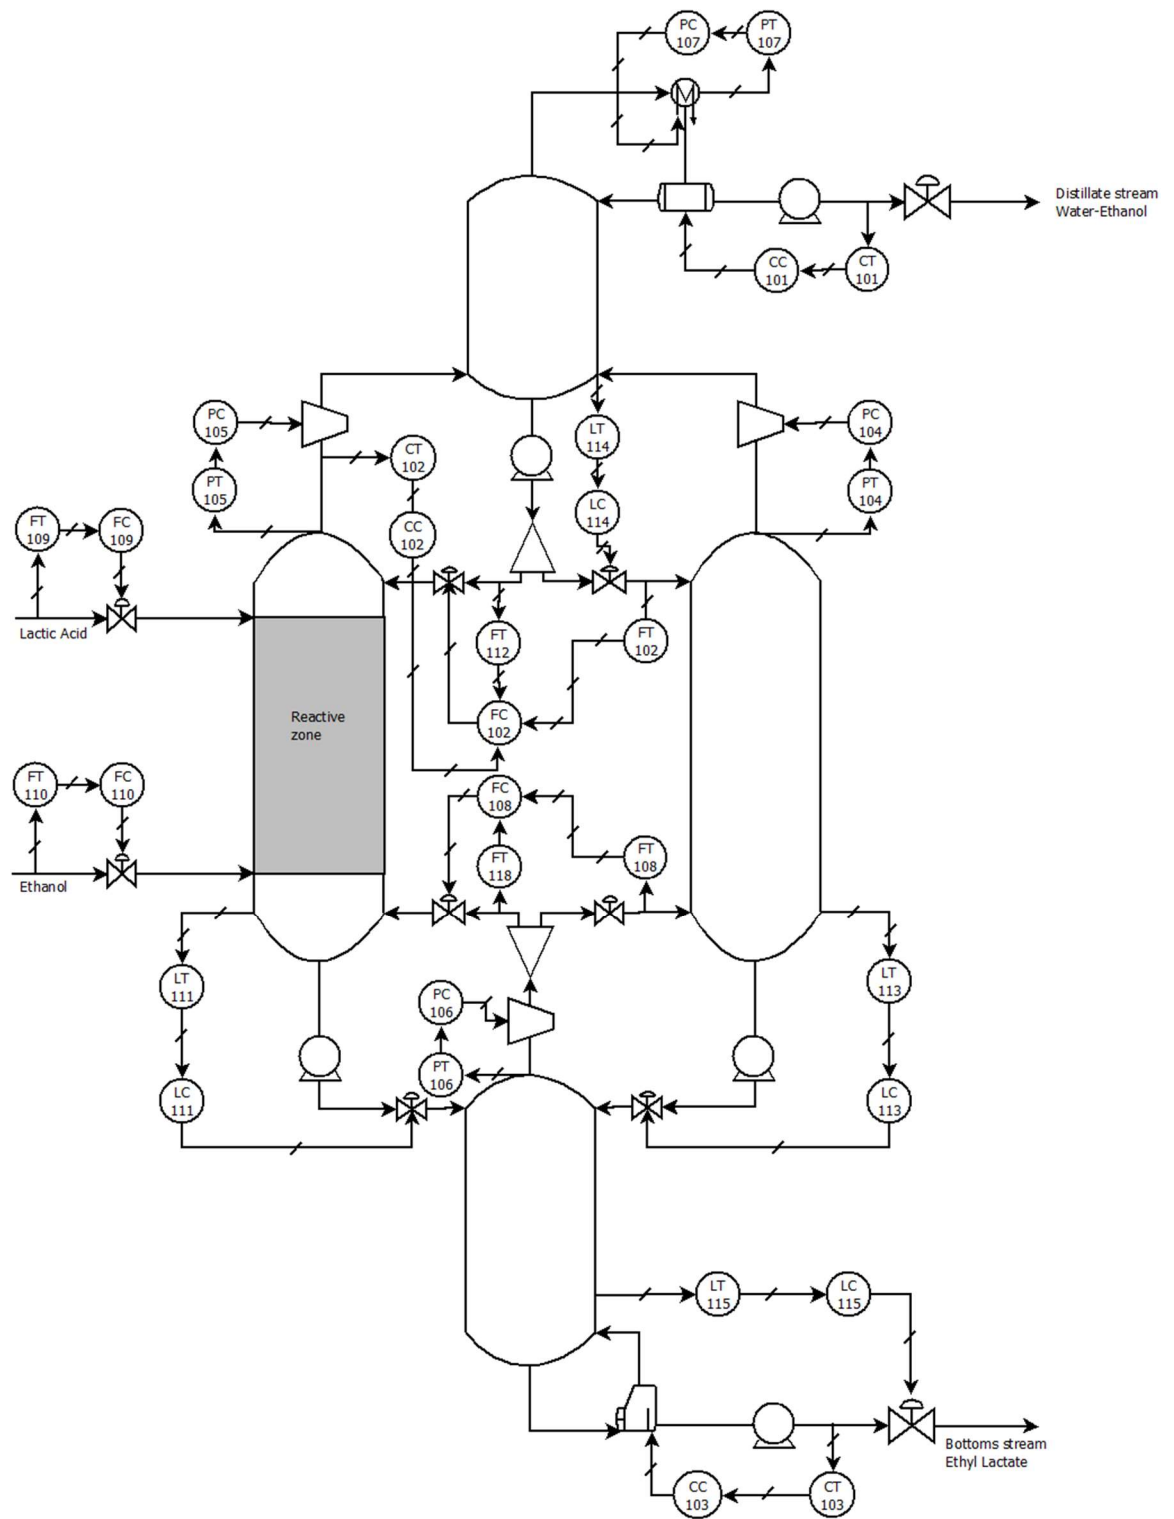 PC
107
PT
107
Distillate stream
Water-Ethanol
CC
101
CT
101
PC
105
CT
102
LT
114
PC
104
PT
105
PT
104
FT
109
FC
109
CC
102
LC
114
Lactic Acid
FT
112
FT
102
Reactive
zone
FC
102
FT
110
FC
110
FC
108
FT
118
FT
108
Ethanol
LT
111
PC
106
LT
113
PT
106
LC
111
LC
113
LT
115
LC
115
Bottoms stream
Ethyl Lactate
CC
103
CT
103